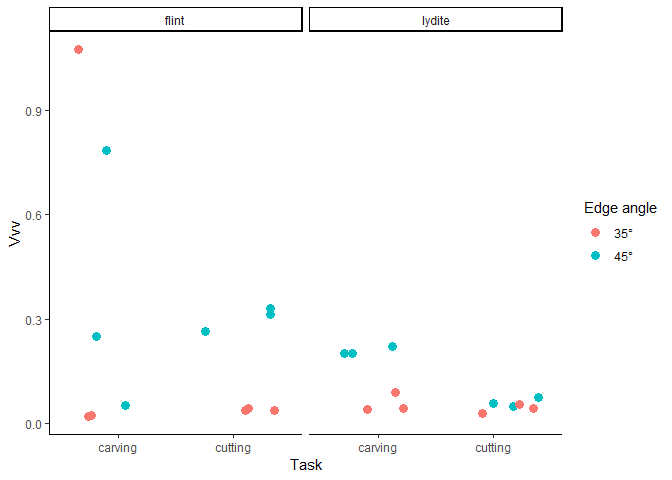 flint
lydite
Vvv
0.9
0.6
0.3
0.0
carving
cutting
carving
cutting
Task
Edge angle
35°
45°